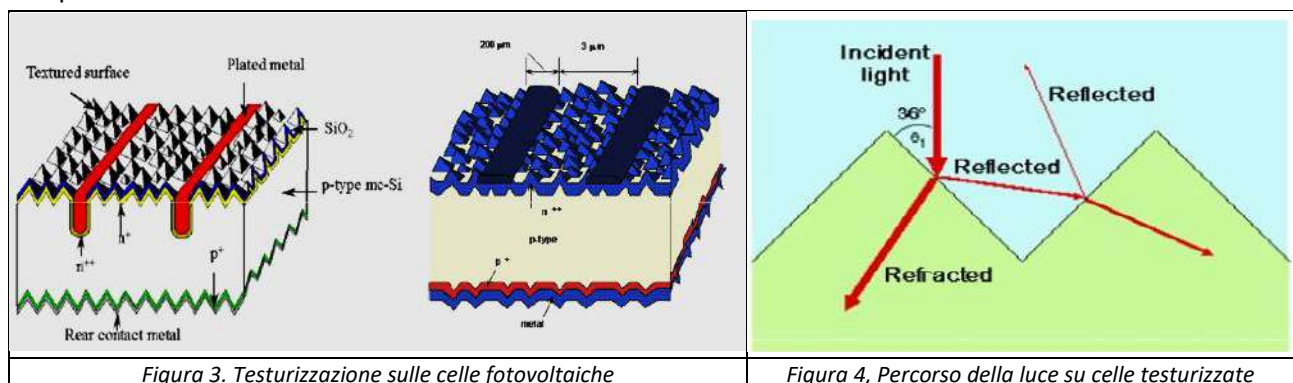 Textured surface
Plated metal
SiO2
p-type mc-Si
n+
n++
p+
Rear contact metal
200 µm
3 µm
n ++
p-type
p +
metal
Incident
light
36°
θ1
Reflected
Reflected
Refracted
Figura 3. Testurizzazione sulle celle fotovoltaiche
Figura 4, Percorso della luce su celle testurizzate